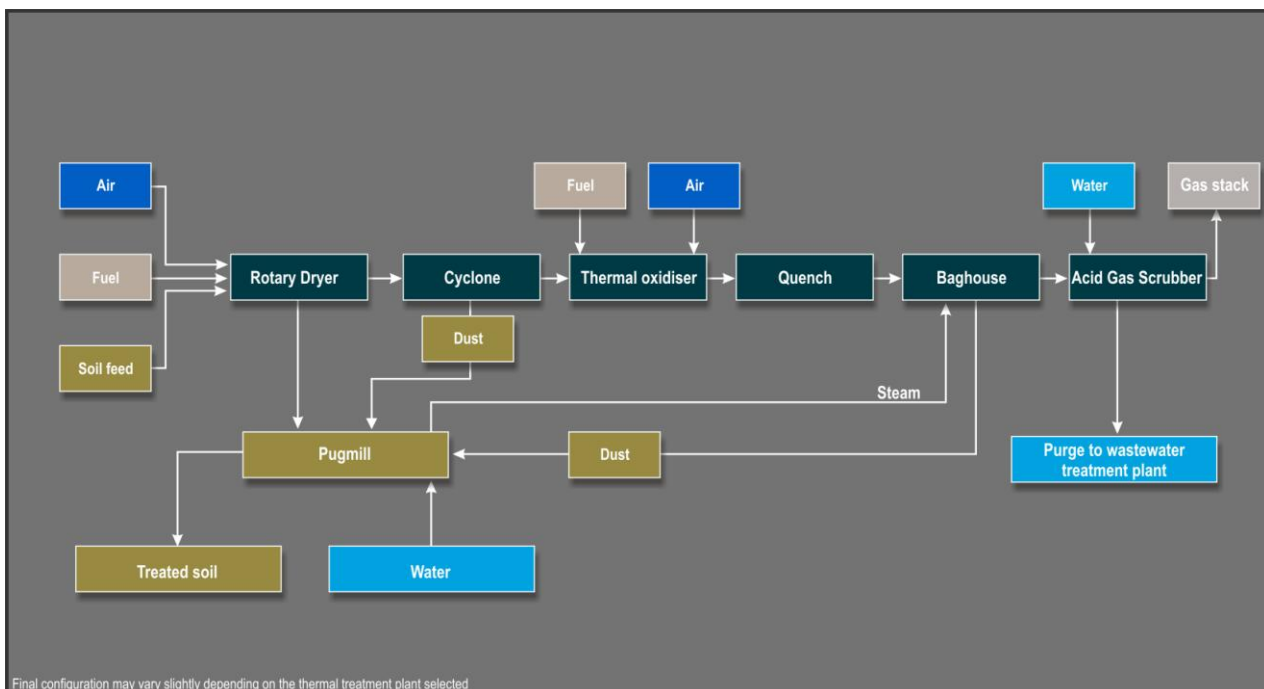 Air
Fuel
Air
Water
Gas stack
Fuel
Rotary Dryer
Cyclone
Thermal oxidiser
Quench
Baghouse
Acid Gas Scrubber
Dust
Soil feed
Steam
Pugmill
Dust
Purge to wastewater
treatment plant
Treated soil
Water
Final configuration may vary slightly depending on the thermal treatment plant selected